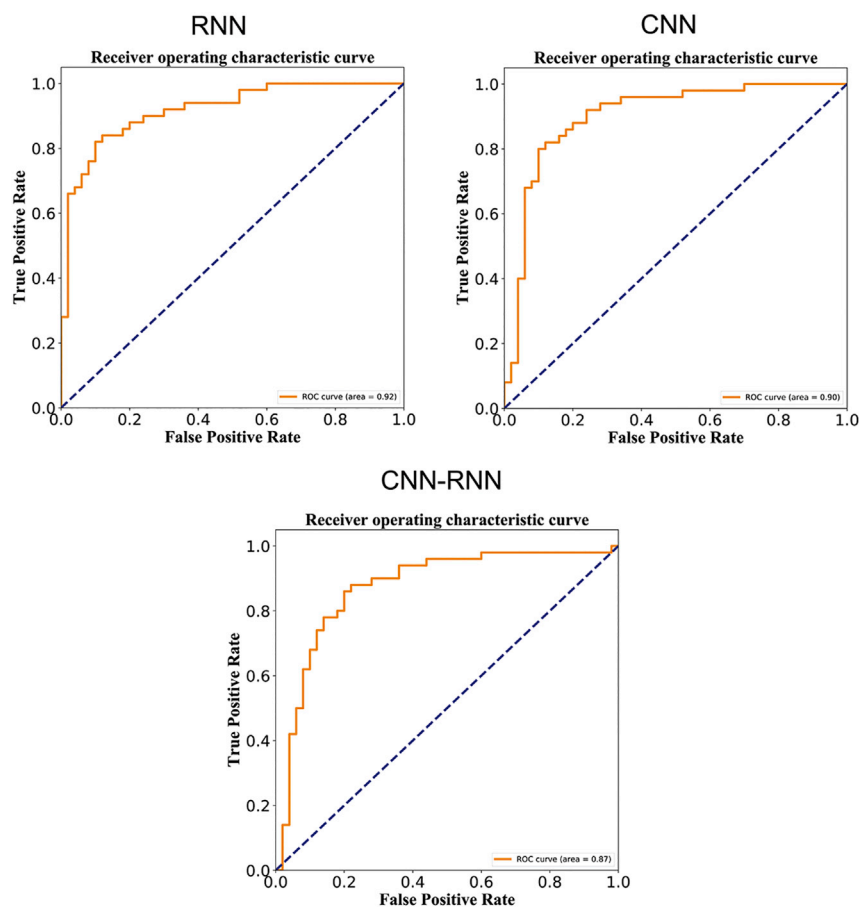 RNN
Receiver operating characteristic curve
1.0
0.8
0.6
0.4
0.2
0.0
True Positive Rate
ROC curve (area = 0.92)
0.0 0.2 0.4 0.6 0.8 1.0
False Positive Rate
CNN
Receiver operating characteristic curve
1.0
0.8
0.6
0.4
0.2
0.0
True Positive Rate
ROC curve (area = 0.90)
0.0 0.2 0.4 0.6 0.8 1.0
False Positive Rate
CNN-RNN
Receiver operating characteristic curve
1.0
0.8
0.6
0.4
0.2
0.0
True Positive Rate
ROC curve (area = 0.87)
0.0 0.2 0.4 0.6 0.8 1.0
False Positive Rate